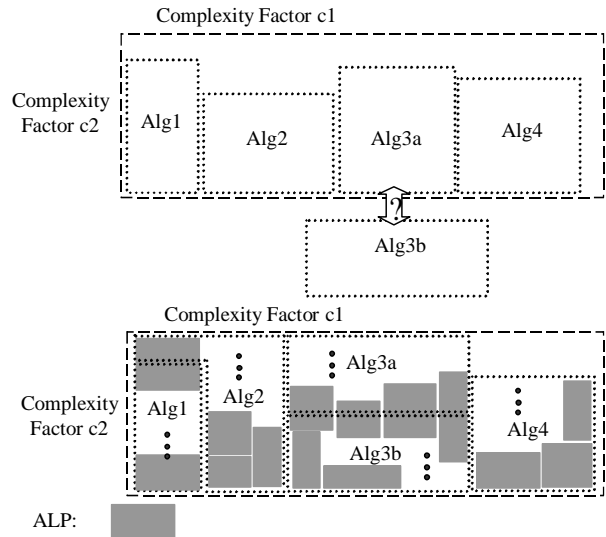 Complexity Factor c1
Complexity
Factor c2
Alg1
Alg2
Alg3a
Alg4
?
Alg3b
Complexity Factor c1
Complexity
Factor c2
Alg1
Alg2
Alg3a
Alg3b
Alg4
ALP: